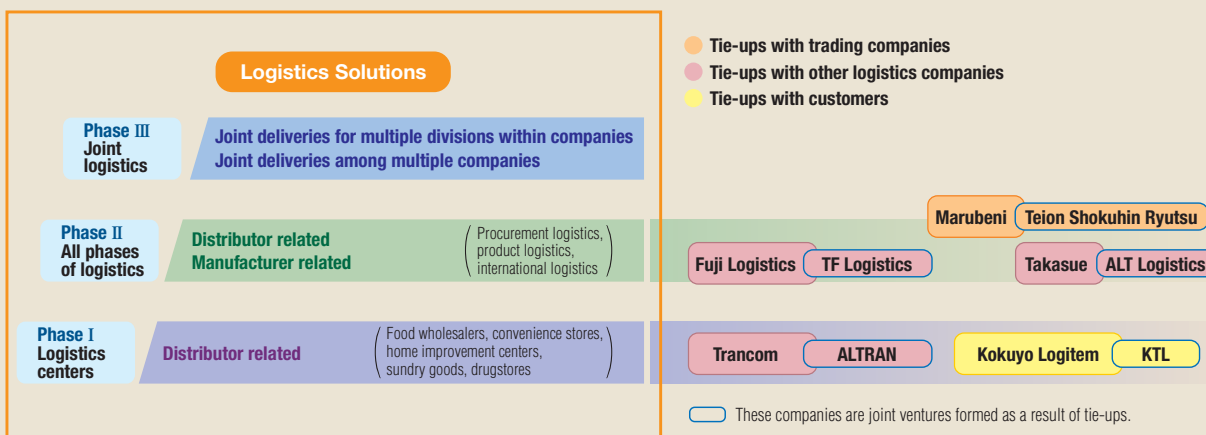 Logistics Solutions
Tie-ups with trading companies
Tie-ups with other logistics companies
Tie-ups with customers
Phase III
Joint
logistics
Joint deliveries for multiple divisions within companies
Joint deliveries among multiple companies
Phase II
All phases
of logistics
Distributor related
Manufacturer related
(Procurement logistics,
product logistics,
international logistics)
Marubeni
Teion Shokuhin Ryutsu
Fuji Logistics
TF Logistics
Takasue
ALT Logistics
Phase I
Logistics
centers
Distributor related
(Food wholesalers, convenience stores,
home improvement centers,
sundry goods, drugstores)
Trancom
ALTRAN
Kokuyo Logitem
KTL
These companies are joint ventures formed as a result of tie-ups.